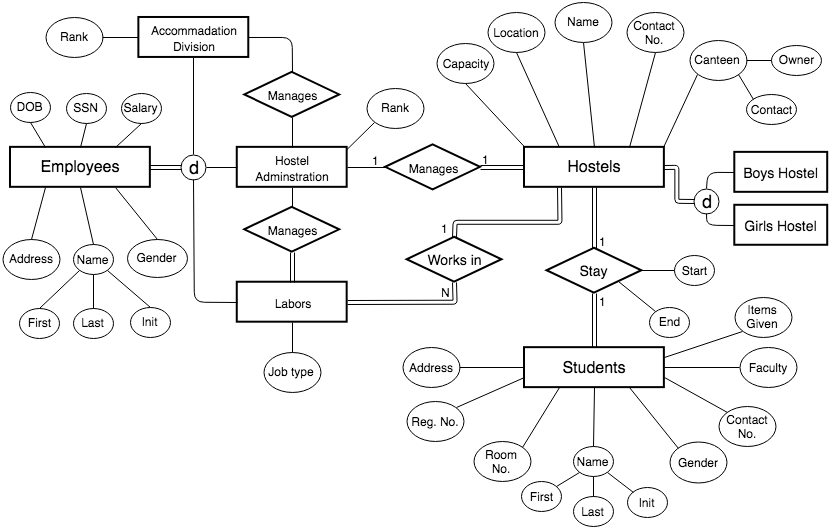 Rank
Accommadation
Division
Manages
Rank
Capacity
Location
Name
Contact
No.
Canteen
Owner
Contact
DOB
SSN
Salary
Employees
d
Hostel
Adminstration
1
Manages
1
Hostels
d
Boys Hostel
Girls Hostel
Address
Name
Gender
First
Last
Init
Manages
Labors
Job type
1
Works in
N
1
Stay
1
Start
End
Students
Items
Given
Address
Faculty
Reg. No.
Contact
No.
Room
No.
Name
Gender
First
Last
Init